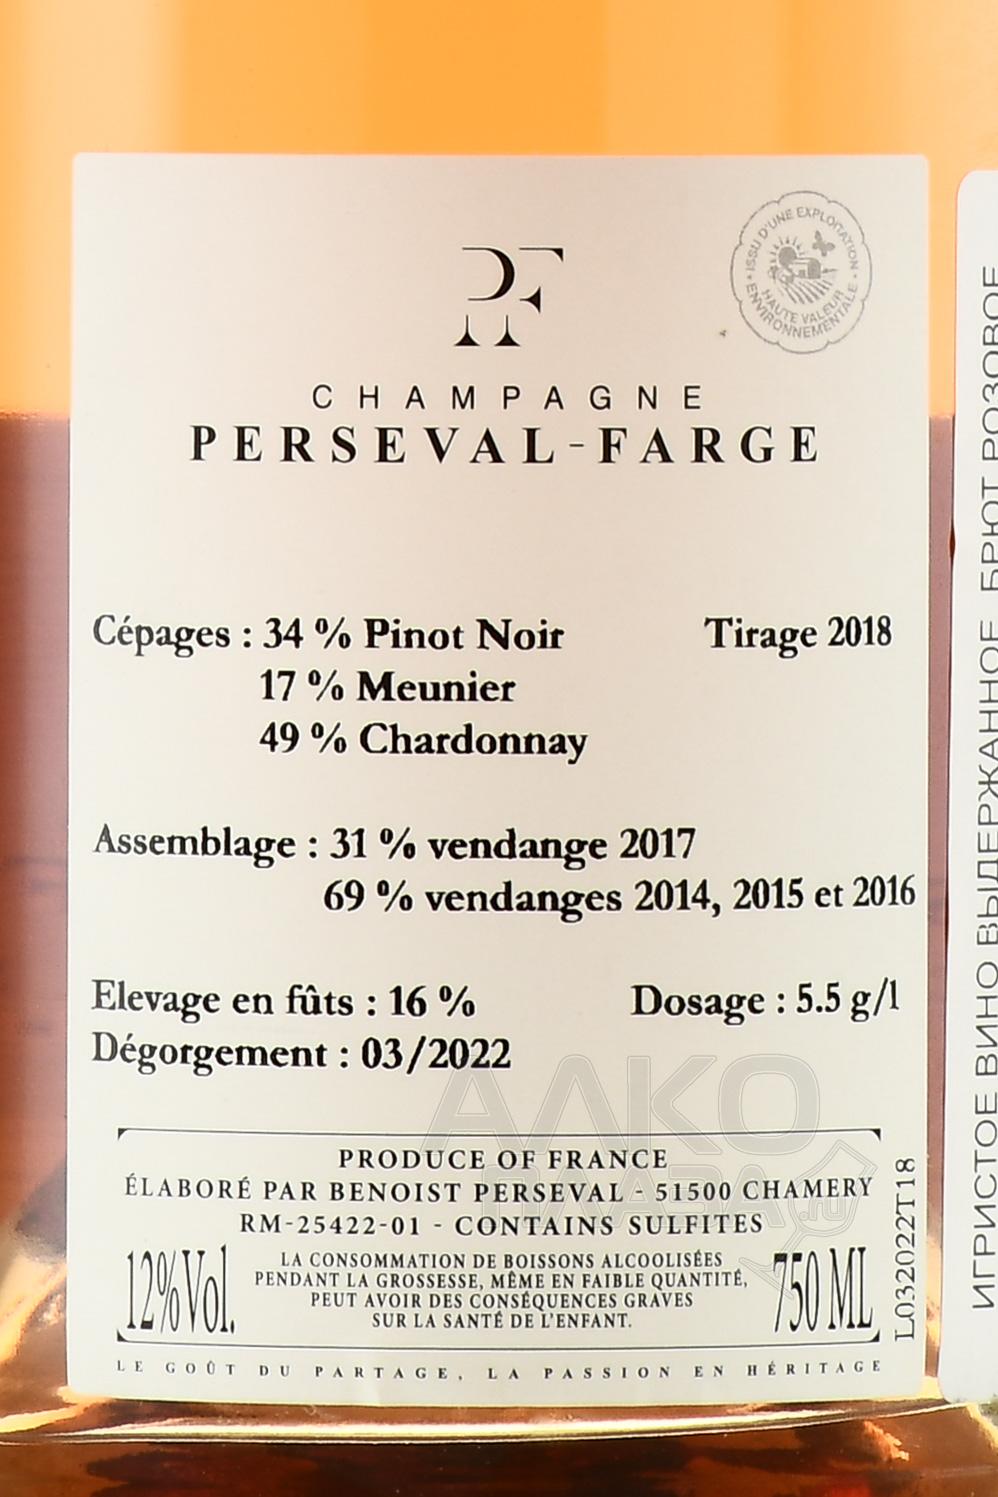 PF
ISSU D'UNE EXPLOITATION
HAUTE VALEUR
ENVIRONNEMENTALE
CHAMPAGNE
PERSEVAL-FARGE
Cépages : 34 % Pinot Noir
Tirage 2018
17 % Meunier
49 % Chardonnay
Assemblage : 31 % vendange 2017
69 % vendanges 2014, 2015 et 2016
Elevage en fûts : 16 %
Dosage : 5.5 g/l
Dégorgement : 03/2022
PRODUCE OF FRANCE
ÉLABORÉ PAR BENOIST PERSEVAL - 51500 CHAMERY
RM-25422-01 - CONTAINS SULFITES
12%Vol.
LA CONSOMMATION DE BOISSONS ALCOOLISÉES
PENDANT LA GROSSESSE, MÊME EN FAIBLE QUANTITÉ,
PEUT AVOIR DES CONSÉQUENCES GRAVES
SUR LA SANTÉ DE L'ENFANT.
750 ML
L032022T18
LE GOÛT DU PARTAGE, LA PASSION EN HÉRITAGE
ИГРИСТОЕ ВИНО ВЫДЕРЖАННОЕ БРЮТ РОЗОВОЕ
АЛКО
ПЛАЗА
.ru